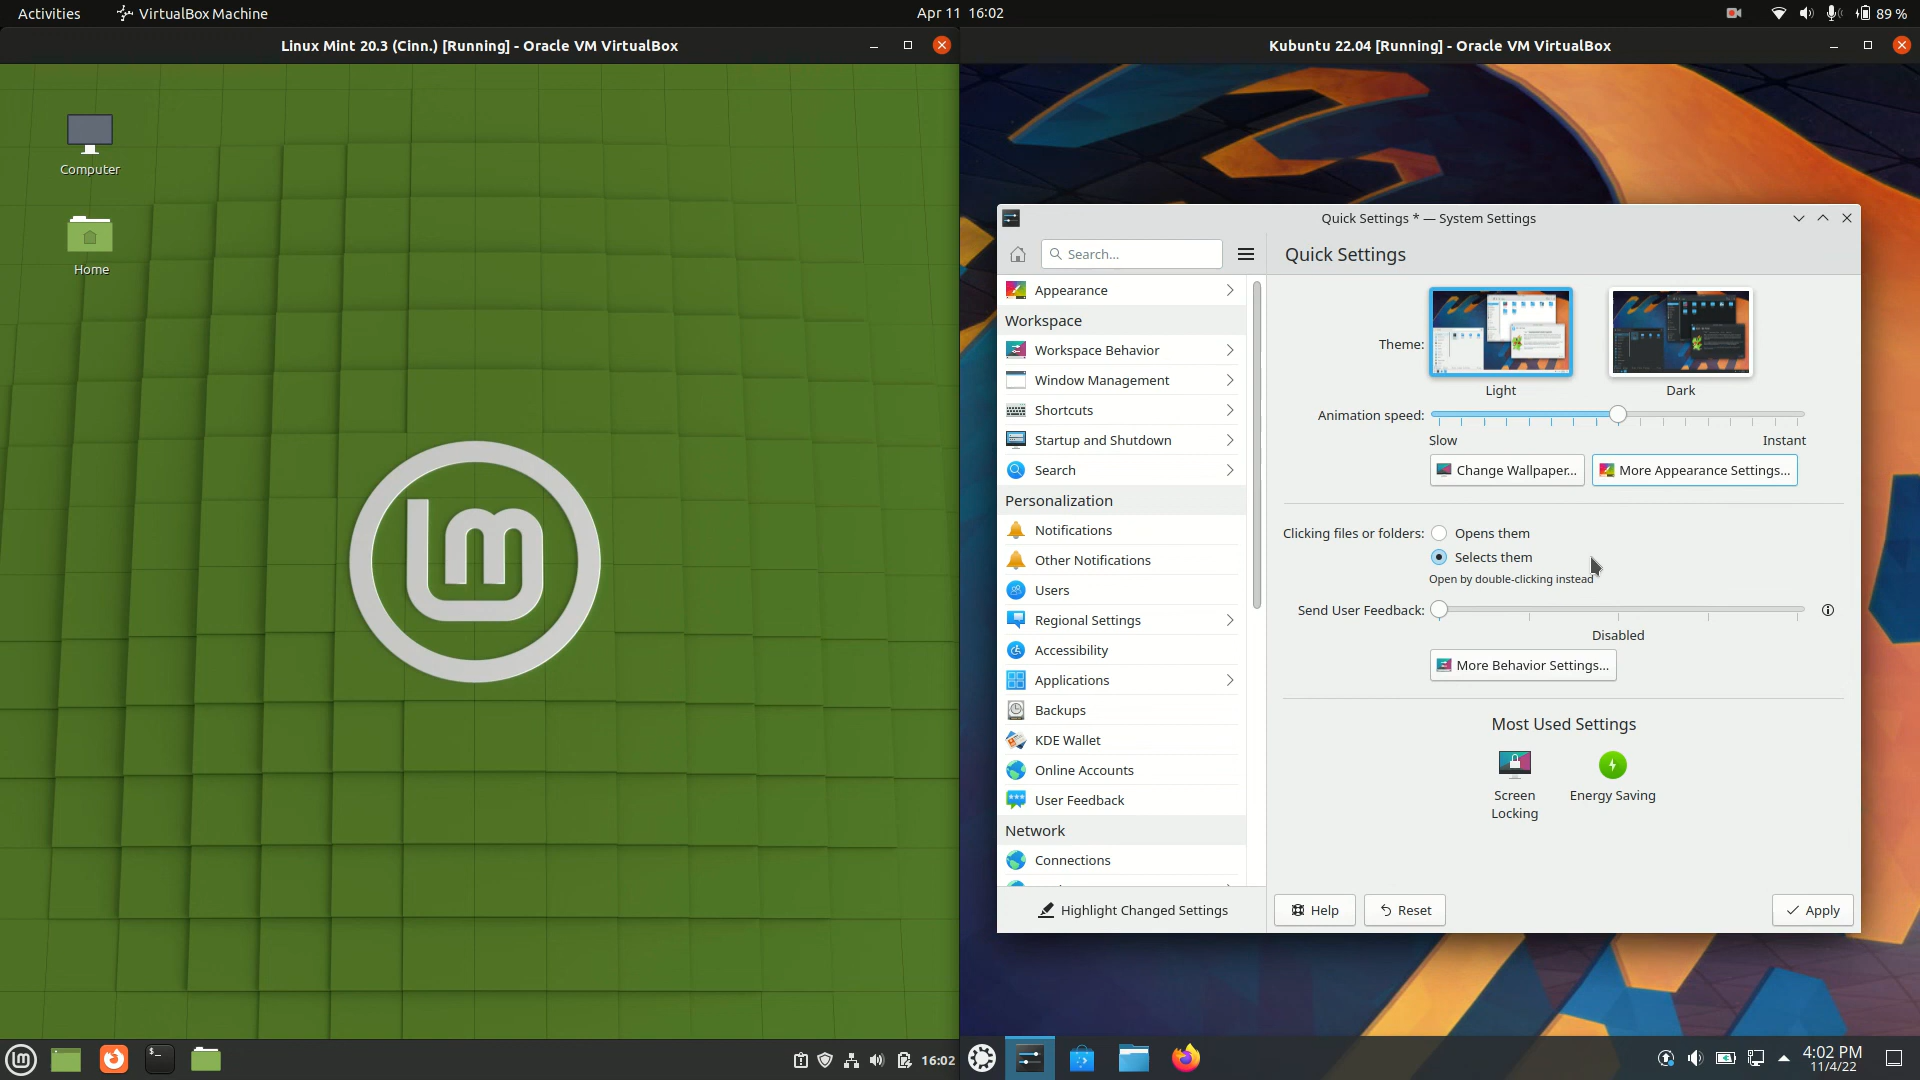 Activities
VirtualBox Machine
Apr 11 16:02
89 %
Linux Mint 20.3 (Cinn.) [Running] - Oracle VM VirtualBox
Kubuntu 22.04 [Running] - Oracle VM VirtualBox
Computer
Home
lm
16:02
Quick Settings * — System Settings
Search...
Quick Settings
Appearance
Workspace
Workspace Behavior
Window Management
Shortcuts
Startup and Shutdown
Search
Personalization
Notifications
Other Notifications
Users
Regional Settings
Accessibility
Applications
Backups
KDE Wallet
Online Accounts
User Feedback
Network
Connections
Highlight Changed Settings
Theme:
Light
Dark
Animation speed:
Slow
Instant
Change Wallpaper...
More Appearance Settings...
Clicking files or folders:
Opens them
Selects them
Open by double-clicking instead
Send User Feedback:
Disabled
More Behavior Settings...
Most Used Settings
Screen
Locking
Energy Saving
Help
Reset
Apply
4:02 PM
11/4/22